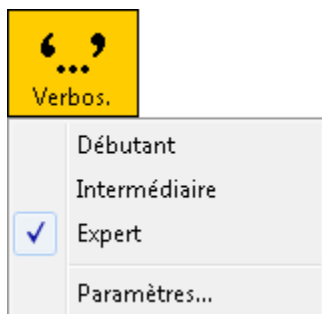 ‘...’
Verbos.
Débutant
Intermédiaire
Expert
Paramètres...